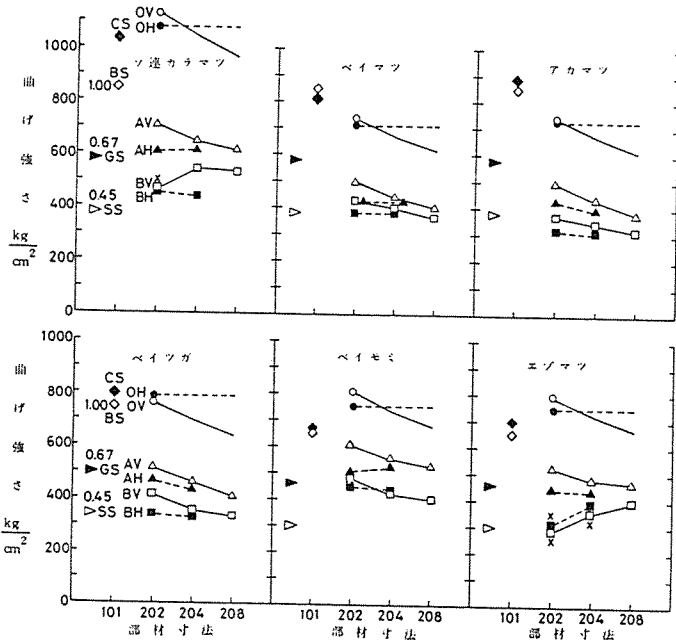 CS
OV
OH
1000
ソ連カラマツ
ベイマツ
アカマツ
BS
1.00
曲げ強さ
800
AV
0.67
600
GS
AH
BV
0.45
BH
400
SS
kg/cm²
200
0
1000
ベイツガ
ベイモミ
エゾマツ
CS
OH
800
1.00
OV
BS
曲げ強さ
600
0.67
AV
GS
AH
400
0.45
BV
SS
BH
kg/cm²
200
0
101 202 204 208
101 202 204 208
101 202 204 208
部材寸法
部材寸法
部材寸法